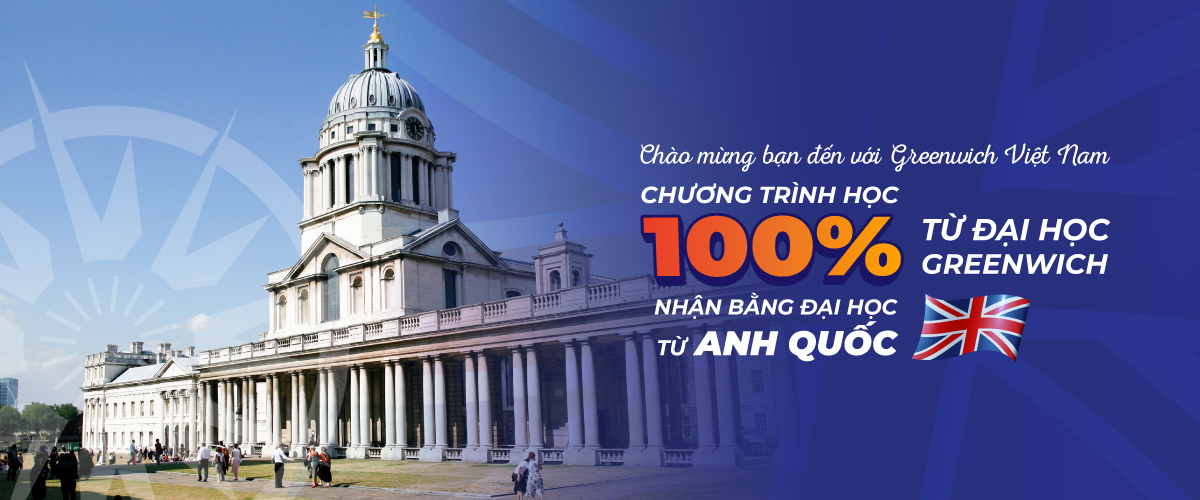 Chào mừng bạn đến với Greenwich Việt Nam
CHƯƠNG TRÌNH HỌC
100%
TỪ ĐẠI HỌC
GREENWICH
NHẬN BẰNG ĐẠI HỌC
TỪ ANH QUỐC